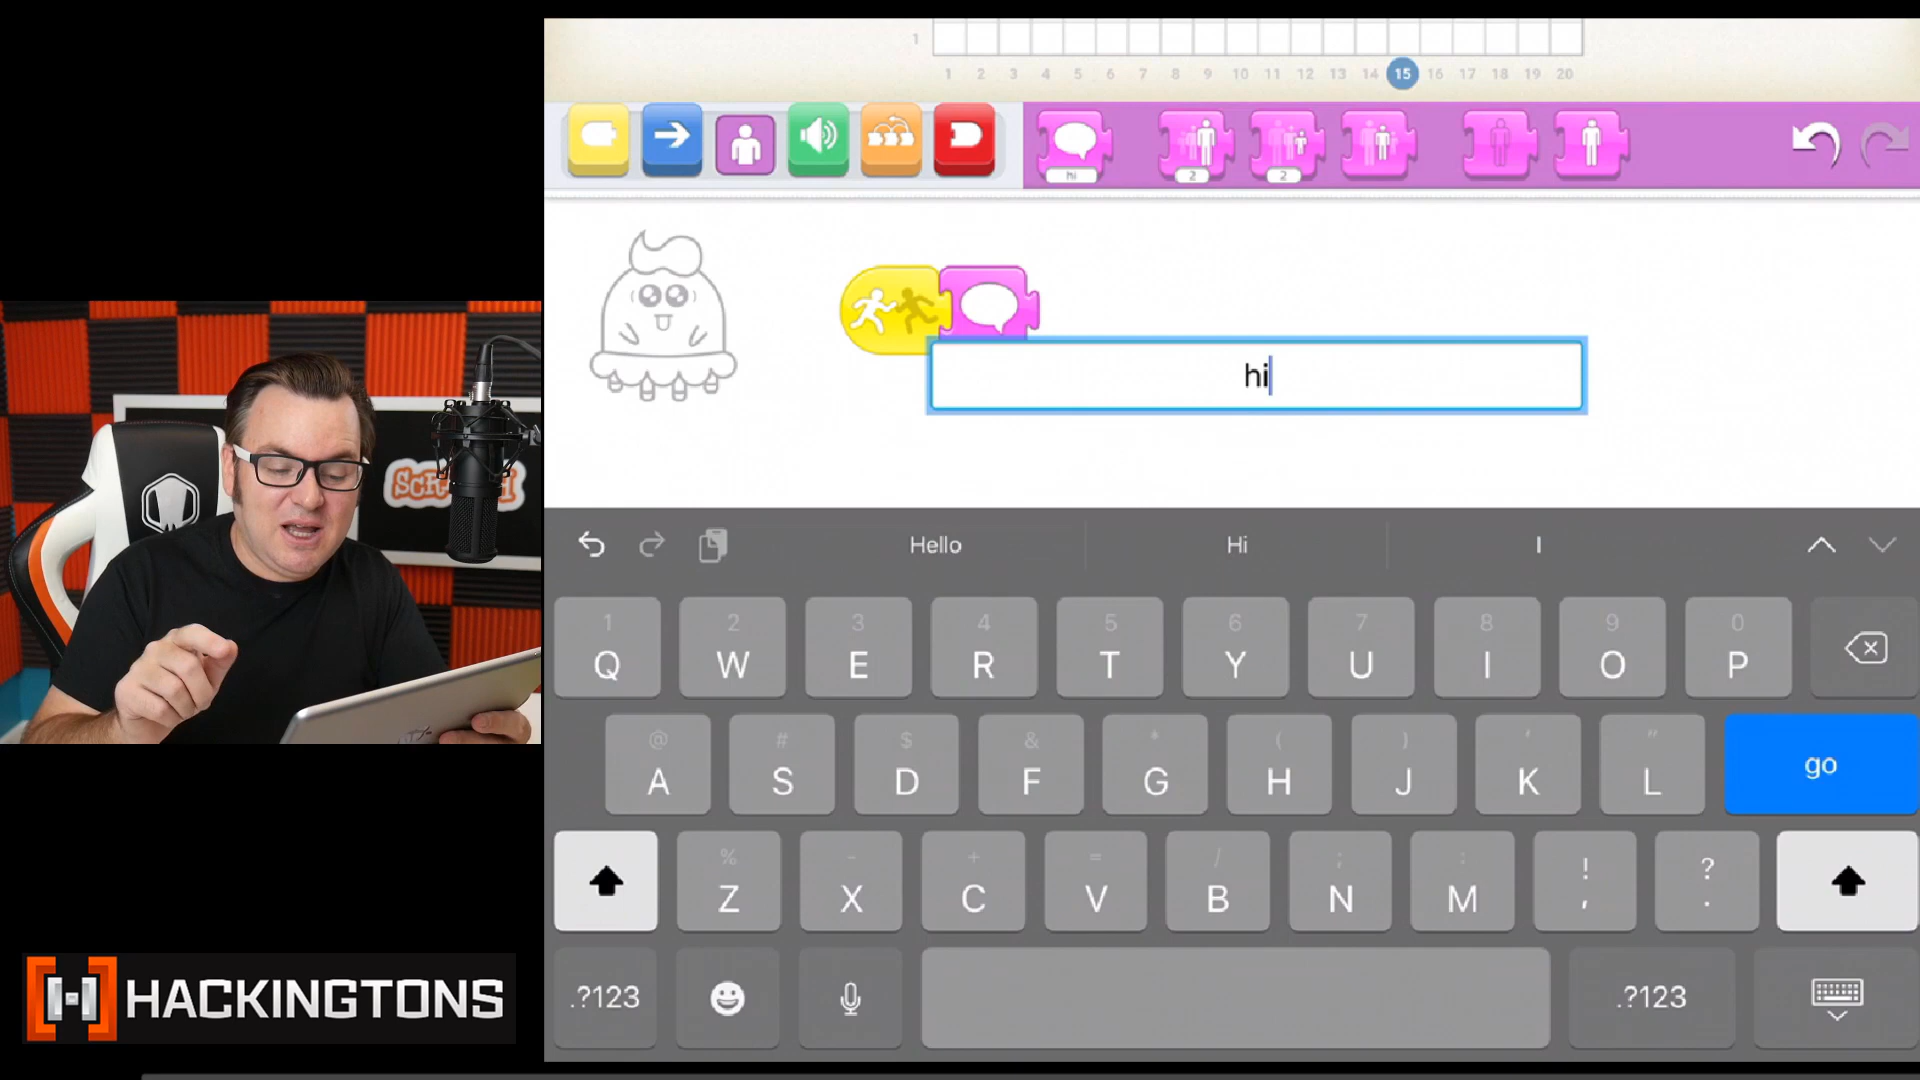 1
1 2 3 4 5 6 7 8 9 10 11 12 13 14 15 16 17 18 19 20
hi 2 2
hi
Hello Hi I
1 2 3 4 5 6 7 8 9 0
Q W E R T Y U I O P
@ # $ & * ( ) ' "
A S D F G H J K L go
% - + = / ; : ! ?
Z X C V B N M , .
.?123 .?123
SCRATCH
[H] HACKINGTONS